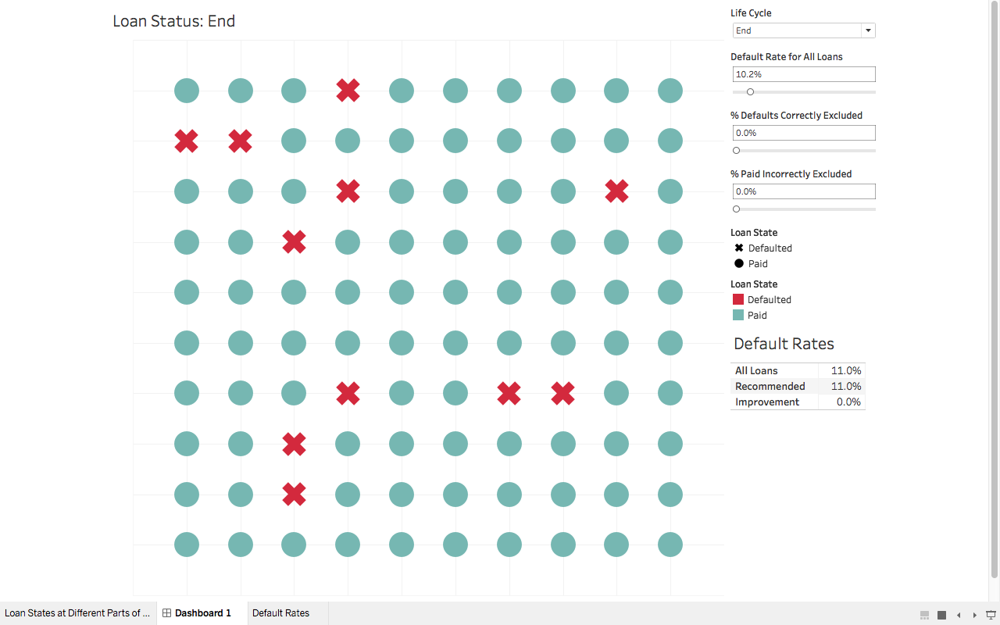 Loan Status: End
Life Cycle
End
Default Rate for All Loans
10.2%
% Defaults Correctly Excluded
0.0%
% Paid Incorrectly Excluded
0.0%
Loan State
Defaulted
Paid
Loan State
Defaulted
Paid
Default Rates
All Loans 11.0%
Recommended 11.0%
Improvement 0.0%
Loan States at Different Parts of ... Dashboard 1 Default Rates